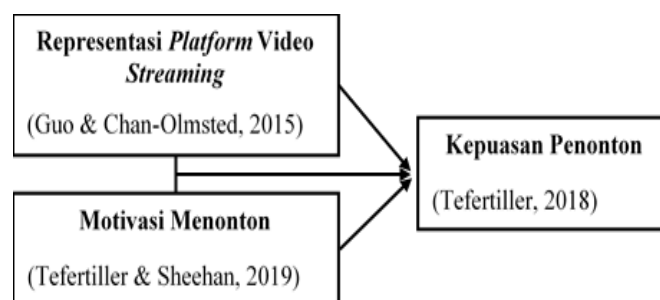 Representasi Platform Video
Streaming
(Guo & Chan-Olmsted, 2015)
Motivasi Menonton
(Tefertiller & Sheehan, 2019)
Kepuasan Penonton
(Tefertiller, 2018)